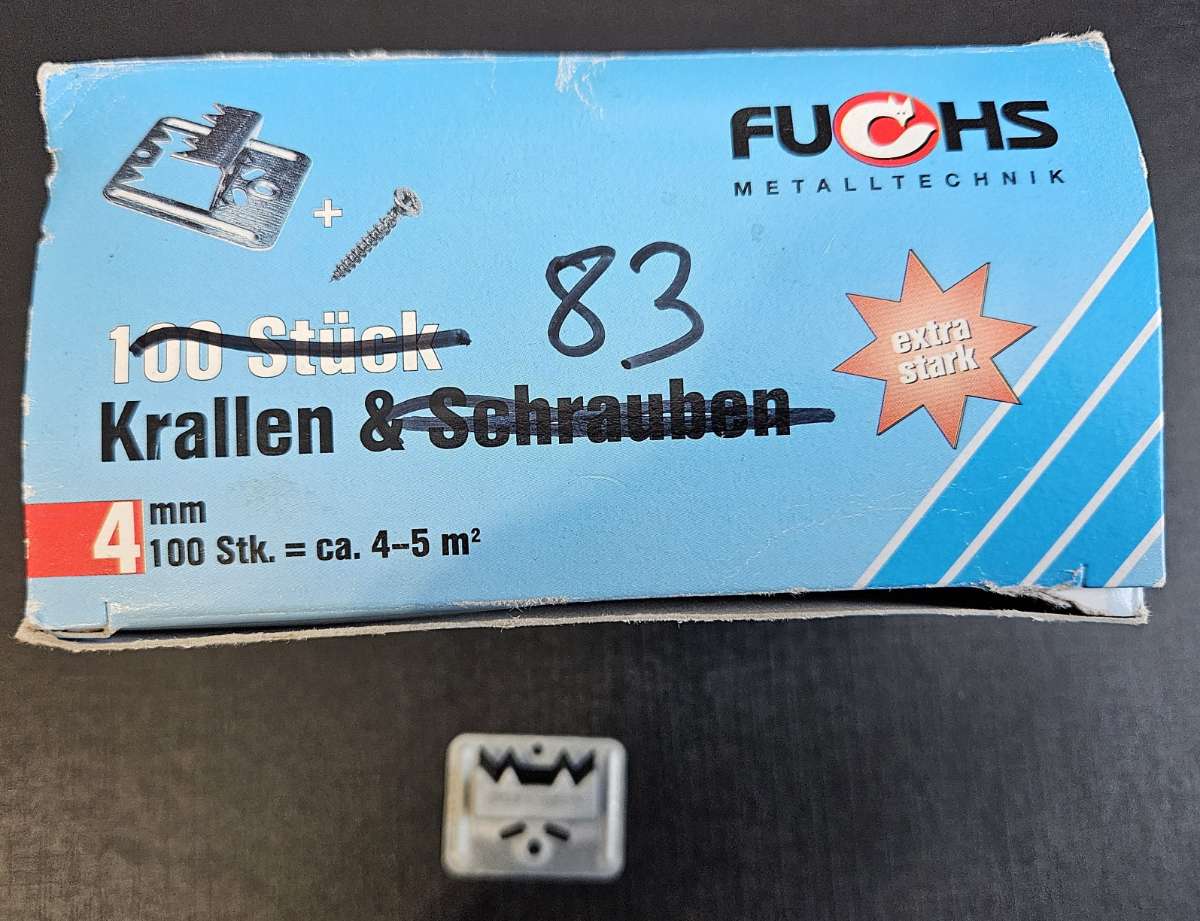 FUCHS
METALLTECHNIK
83
100 Stück
extra
stark
Krallen & Schrauben
4 mm
100 Stk. = ca. 4–5 m²